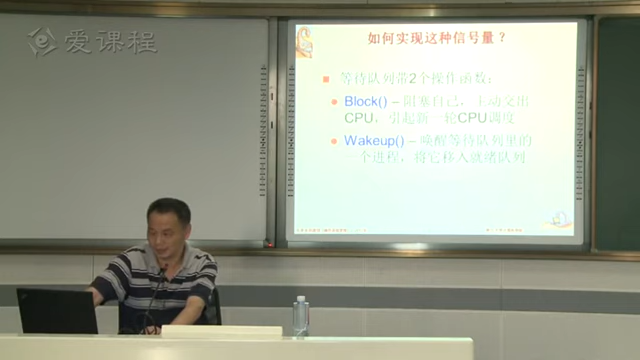 爱课程
如何实现这种信号量？
等待队列带2个操作函数:
Block() – 阻塞自己，主动交出
CPU，引起新一轮CPU调度
Wakeup() – 唤醒等待队列里的
一个进程，将它移入就绪队列